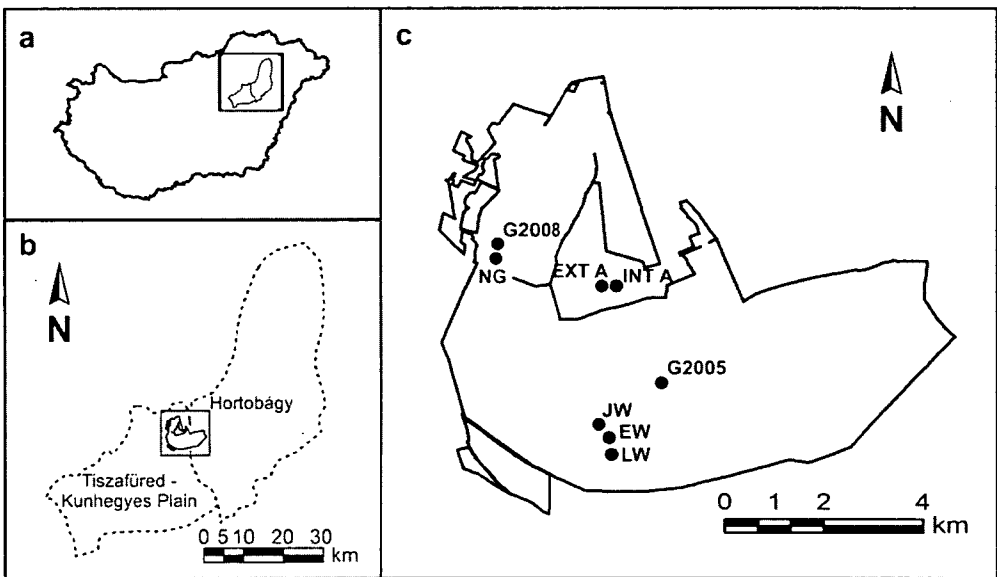 a
b
N
Hortobágy
Tiszafüred -
Kunhegyes Plain
0 5 10 20 30
km
c
N
G2008
NG
EXT A
INT A
G2005
JW
EW
LW
0 1 2 4
km